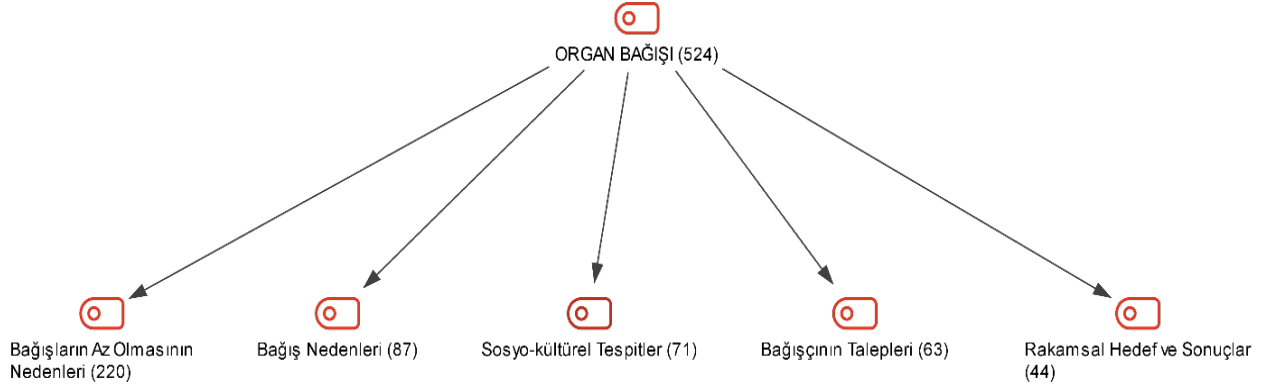 ORGAN BAĞIŞI (524)
Bağışların Az Olmasının
Nedenleri (220)
Bağış Nedenleri (87)
Sosyo-kültürel Tespitler (71)
Bağışçının Talepleri (63)
Rakamsal Hedef ve Sonuçlar
(44)